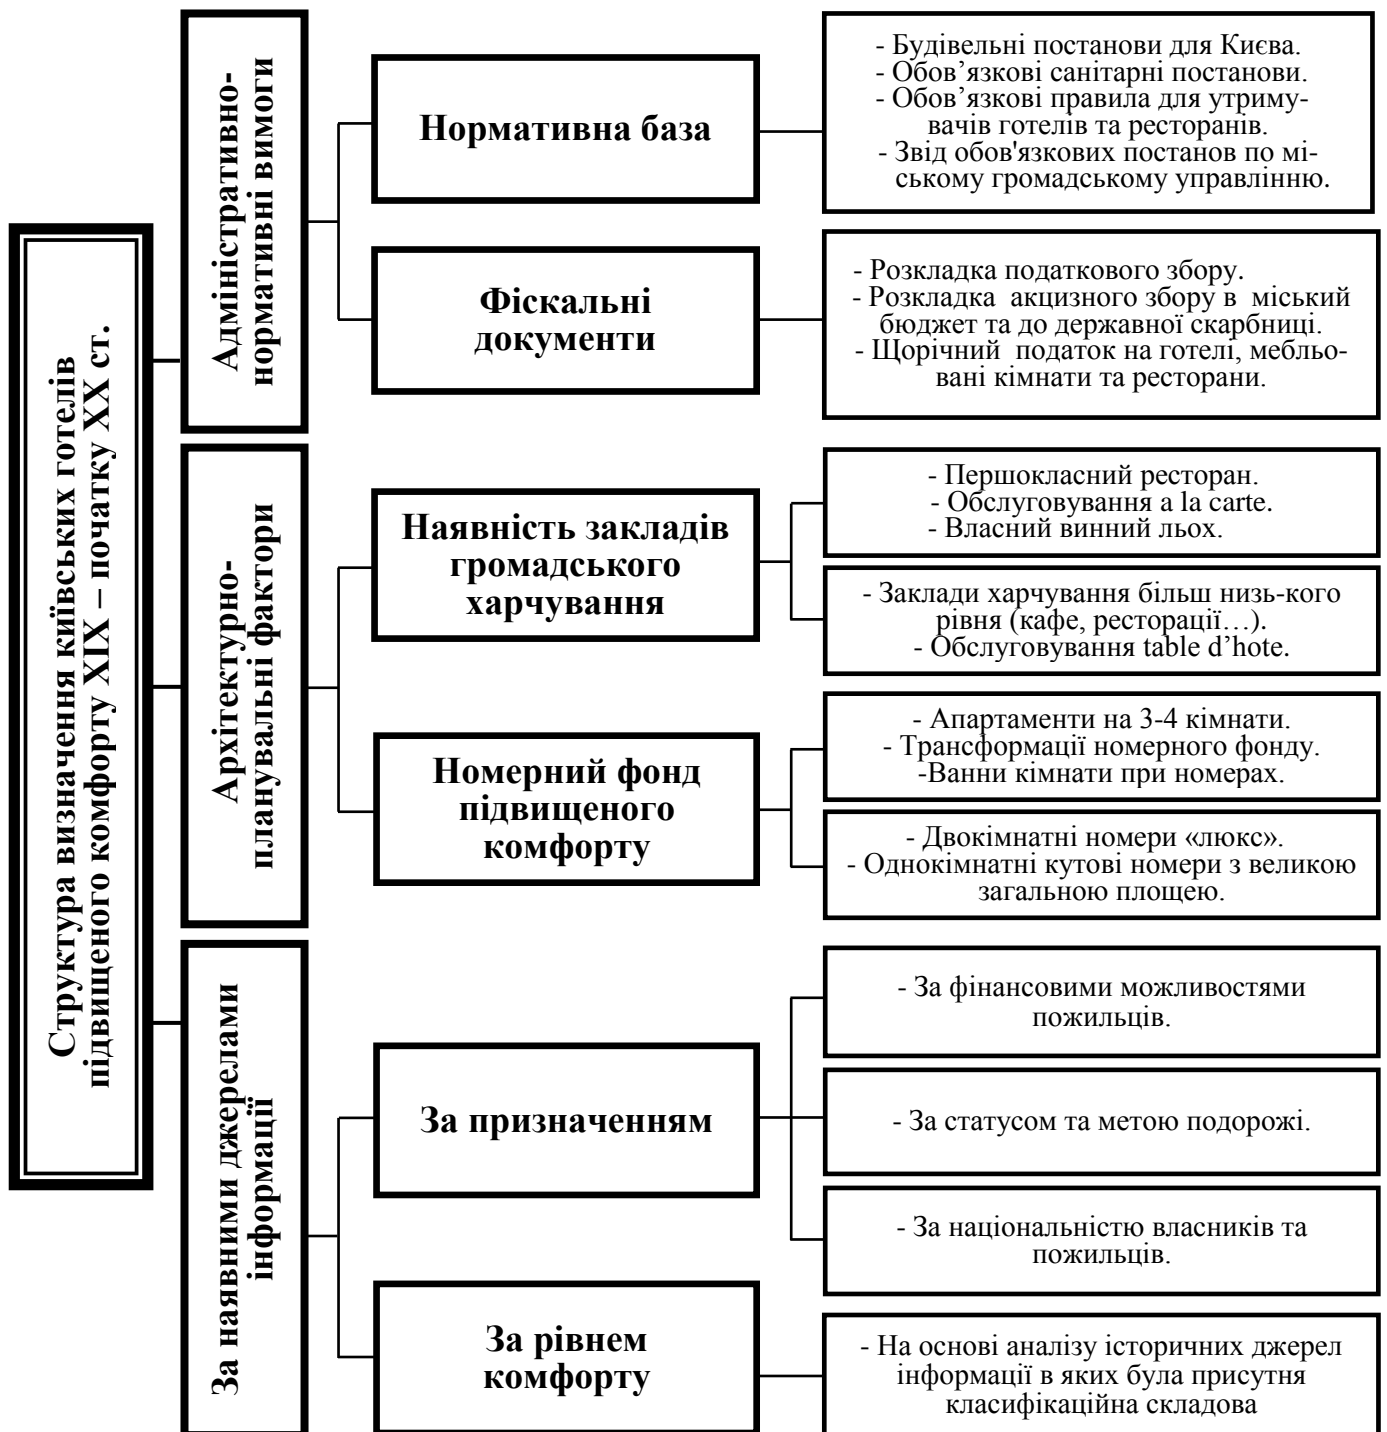 Структура визначення київських готелів
підвищеного комфорту ХІХ – початку ХХ ст.
Адміністративно-
нормативні вимоги
Нормативна база
- Будівельні постанови для Києва.
- Обов’язкові санітарні постанови.
- Обов’язкові правила для утриму-
вачів готелів та ресторанів.
- Звід обов'язкових постанов по мі-
ському громадському управлінню.
Фіскальні
документи
- Розкладка податкового збору.
- Розкладка акцизного збору в міський
бюджет та до державної скарбниці.
- Щорічний податок на готелі, мебльо-
вані кімнати та ресторани.
Архітектурно-
планувальні фактори
Наявність закладів
громадського
харчування
- Першокласний ресторан.
- Обслуговування a la carte.
- Власний винний льох.
- Заклади харчування більш низь-кого
рівня (кафе, ресторації…).
- Обслуговування table d’hote.
Номерний фонд
підвищеного
комфорту
- Апартаменти на 3-4 кімнати.
- Трансформації номерного фонду.
-Ванни кімнати при номерах.
- Двокімнатні номери «люкс».
- Однокімнатні кутові номери з великою
загальною площею.
За наявними джерелами
інформації
За призначенням
- За фінансовими можливостями
пожильців.
- За статусом та метою подорожі.
- За національністю власників та
пожильців.
За рівнем
комфорту
- На основі аналізу історичних джерел
інформації в яких була присутня
класифікаційна складова